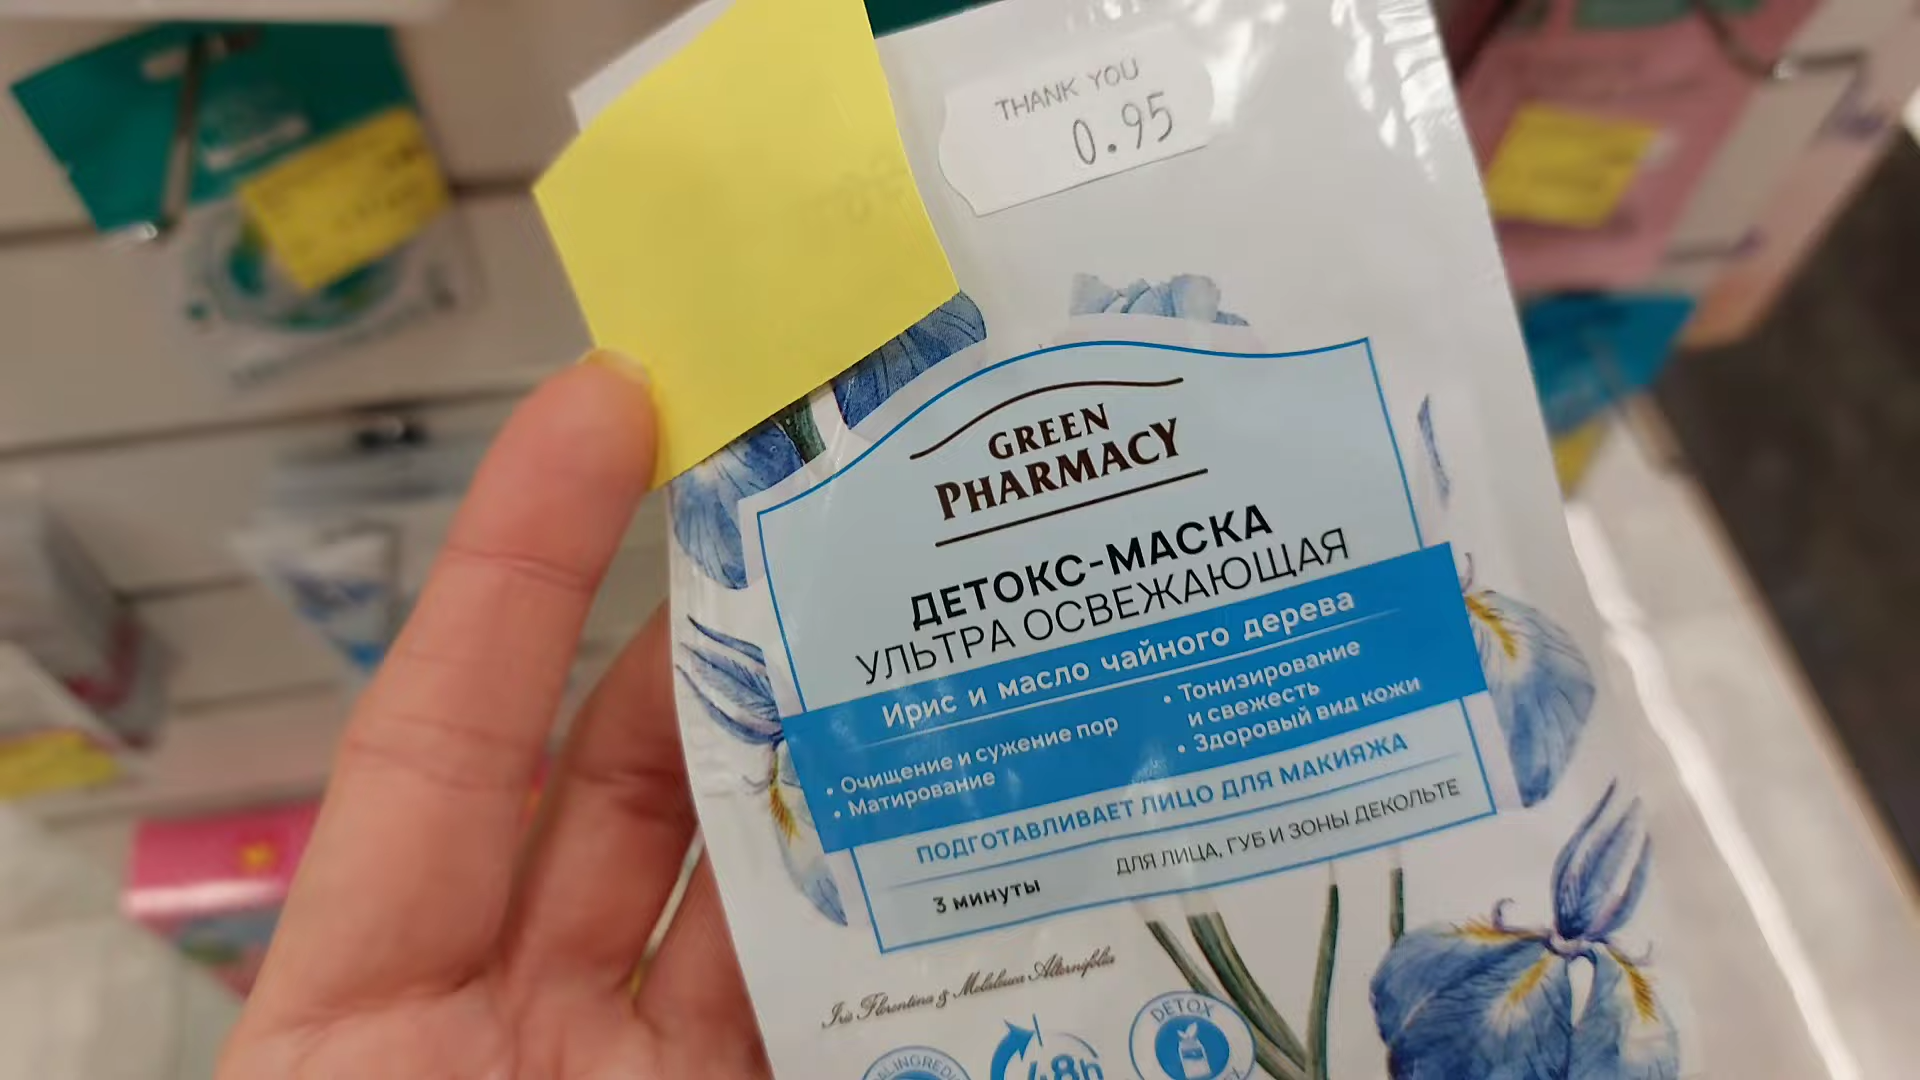 THANK YOU
0.95
GREEN
PHARMACY
ДЕТОКС-МАСКА
УЛЬТРА ОСВЕЖАЮЩАЯ
Ирис и масло чайного дерева
• Очищение и сужение пор
• Матирование
• Тонизирование
и свежесть
• Здоровый вид кожи
ПОДГОТАВЛИВАЕТ ЛИЦО ДЛЯ МАКИЯЖА
3 минуты
ДЛЯ ЛИЦА, ГУБ И ЗОНЫ ДЕКОЛЬТЕ
Iris Florentina & Melaleuca Alternifolia
DETOX
48h